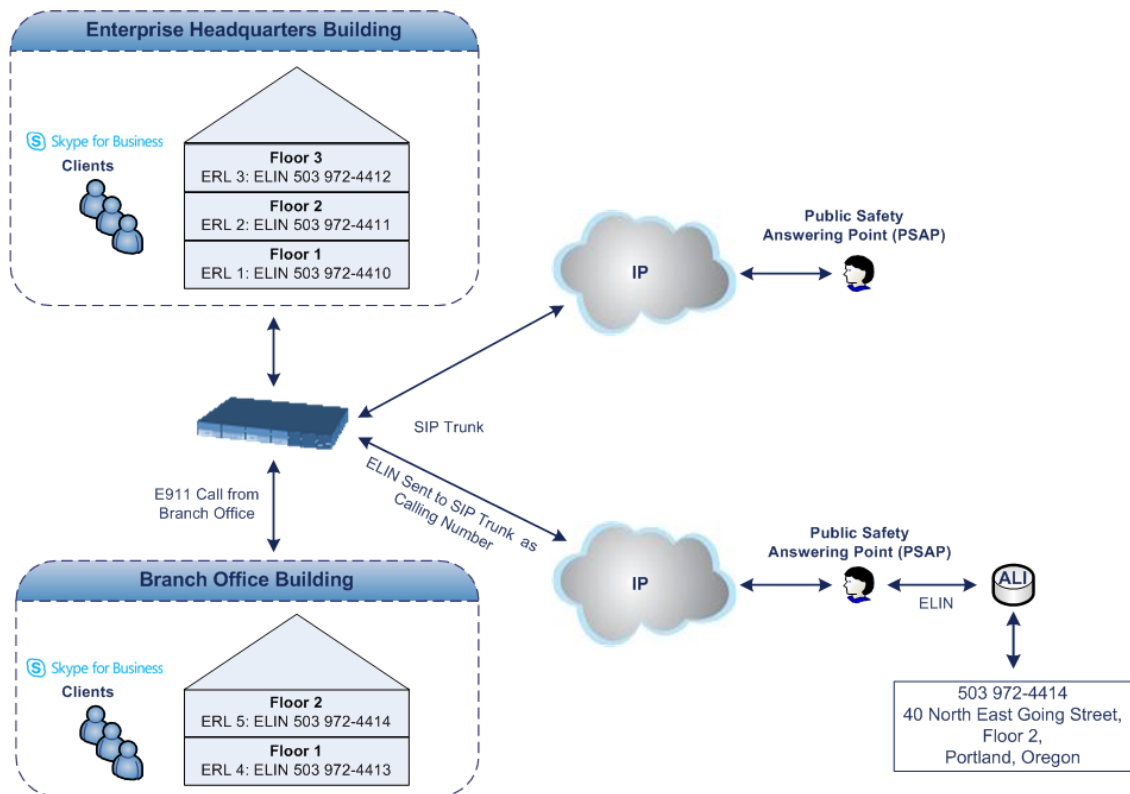 Enterprise Headquarters Building
S Skype for Business
Clients
Floor 3
ERL 3: ELIN 503 972-4412
Floor 2
ERL 2: ELIN 503 972-4411
Floor 1
ERL 1: ELIN 503 972-4410
IP
Public Safety
Answering Point (PSAP)
SIP Trunk
ELIN Sent to SIP Trunk as
Calling Number
E911 Call from
Branch Office
IP
Public Safety
Answering Point (PSAP)
ELIN
ALI
503 972-4414
40 North East Going Street,
Floor 2,
Portland, Oregon
Branch Office Building
S Skype for Business
Clients
Floor 2
ERL 5: ELIN 503 972-4414
Floor 1
ERL 4: ELIN 503 972-4413